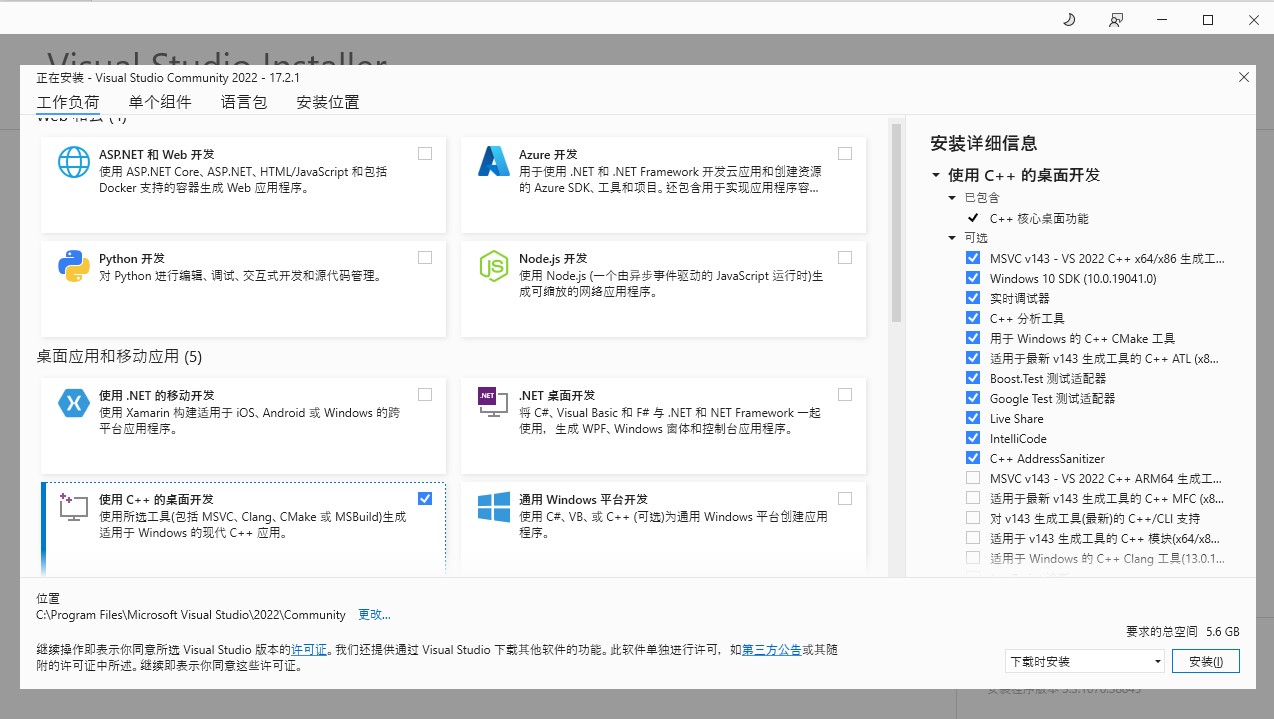 Visual Studio Installer
正在安装 - Visual Studio Community 2022 - 17.2.1
工作负荷 单个组件 语言包 安装位置
Web 和云 (4)
ASP.NET 和 Web 开发
使用 ASP.NET Core、ASP.NET、HTML/JavaScript 和包括
Docker 支持的容器生成 Web 应用程序。
Azure 开发
用于使用 .NET 和 .NET Framework 开发云应用和创建资源
的 Azure SDK、工具和项目。还包含用于实现应用程序容...
Python 开发
对 Python 进行编辑、调试、交互式开发和源代码管理。
Node.js 开发
使用 Node.js (一个由异步事件驱动的 JavaScript 运行时)生
成可缩放的网络应用程序。
桌面应用和移动应用 (5)
使用 .NET 的移动开发
使用 Xamarin 构建适用于 iOS、Android 或 Windows 的跨
平台应用程序。
.NET
.NET 桌面开发
将 C#、Visual Basic 和 F# 与 .NET 和 NET Framework 一起
使用，生成 WPF、Windows 窗体和控制台应用程序。
使用 C++ 的桌面开发
使用所选工具(包括 MSVC、Clang、CMake 或 MSBuild)生成
适用于 Windows 的现代 C++ 应用。
通用 Windows 平台开发
使用 C#、VB、或 C++ (可选)为通用 Windows 平台创建应用
程序。
安装详细信息
使用 C++ 的桌面开发
已包含
C++ 核心桌面功能
可选
MSVC v143 - VS 2022 C++ x64/x86 生成工...
Windows 10 SDK (10.0.19041.0)
实时调试器
C++ 分析工具
用于 Windows 的 C++ CMake 工具
适用于最新 v143 生成工具的 C++ ATL (x8...
Boost.Test 测试适配器
Google Test 测试适配器
Live Share
IntelliCode
C++ AddressSanitizer
MSVC v143 - VS 2022 C++ ARM64 生成工...
适用于最新 v143 生成工具的 C++ MFC (x8...
对 v143 生成工具(最新)的 C++/CLI 支持
适用于 v143 生成工具的 C++ 模块(x64/x8...
适用于 Windows 的 C++ Clang 工具(13.0.1...
位置
C:\Program Files\Microsoft Visual Studio\2022\Community 更改...
继续操作即表示你同意所选 Visual Studio 版本的许可证。我们还提供通过 Visual Studio 下载其他软件的功能。此软件单独进行许可，如第三方公告或其随
附的许可证中所述。继续即表示你同意这些许可证。
要求的总空间 5.6 GB
下载时安装 安装(I)